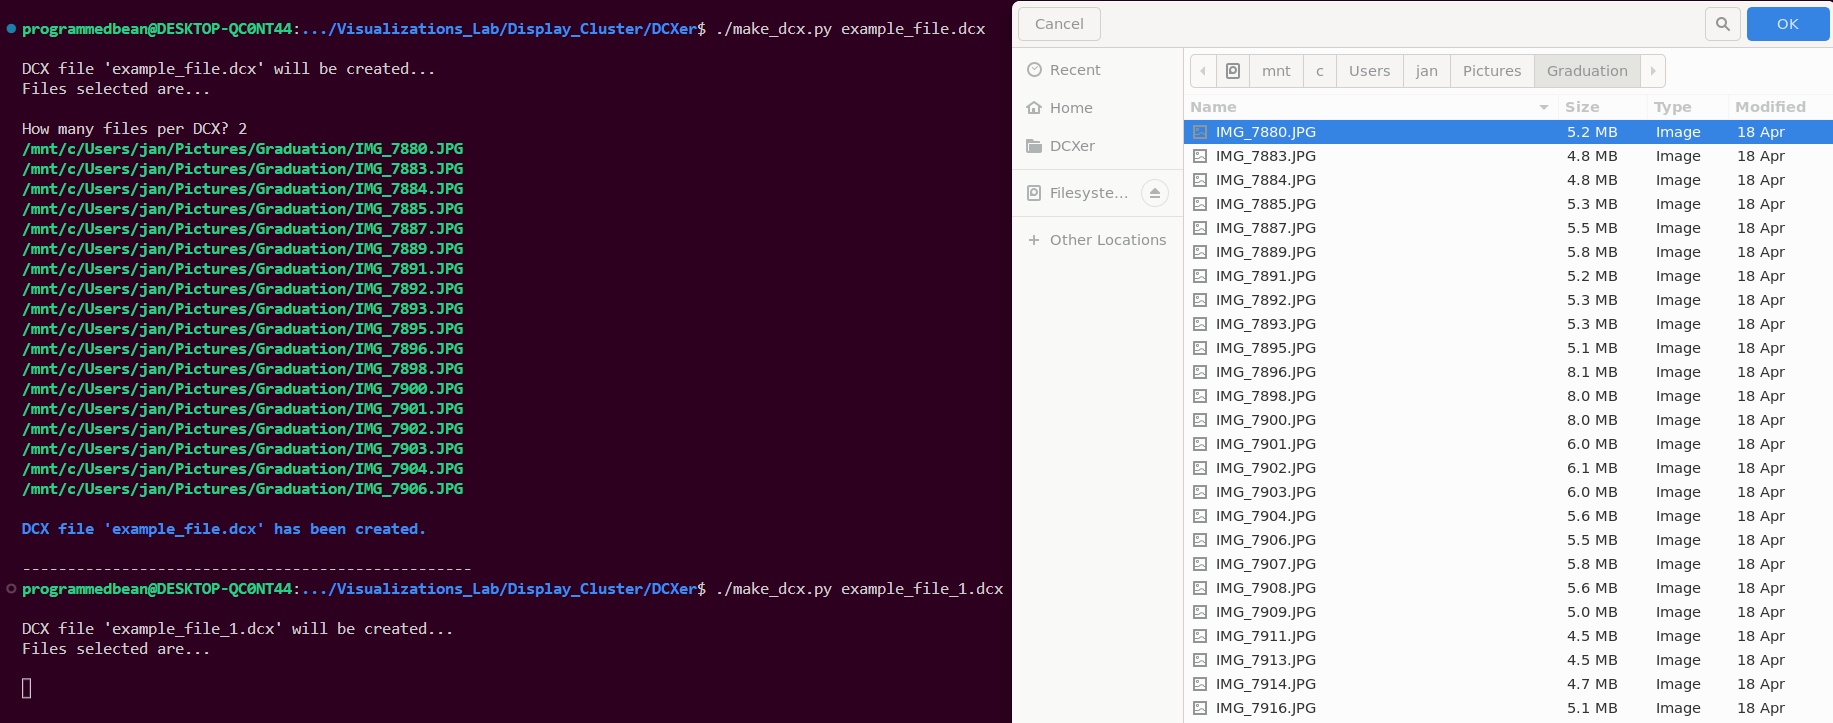 programmedbean@DESKTOP-QC0NT44:.../Visualizations_Lab/Display_Cluster/DCXer$ ./make_dcx.py example_file.dcx
DCX file 'example_file.dcx' will be created...
Files selected are...
How many files per DCX? 2
/mnt/c/Users/jan/Pictures/Graduation/IMG_7880.JPG
/mnt/c/Users/jan/Pictures/Graduation/IMG_7883.JPG
/mnt/c/Users/jan/Pictures/Graduation/IMG_7884.JPG
/mnt/c/Users/jan/Pictures/Graduation/IMG_7885.JPG
/mnt/c/Users/jan/Pictures/Graduation/IMG_7887.JPG
/mnt/c/Users/jan/Pictures/Graduation/IMG_7889.JPG
/mnt/c/Users/jan/Pictures/Graduation/IMG_7891.JPG
/mnt/c/Users/jan/Pictures/Graduation/IMG_7892.JPG
/mnt/c/Users/jan/Pictures/Graduation/IMG_7893.JPG
/mnt/c/Users/jan/Pictures/Graduation/IMG_7895.JPG
/mnt/c/Users/jan/Pictures/Graduation/IMG_7896.JPG
/mnt/c/Users/jan/Pictures/Graduation/IMG_7898.JPG
/mnt/c/Users/jan/Pictures/Graduation/IMG_7900.JPG
/mnt/c/Users/jan/Pictures/Graduation/IMG_7901.JPG
/mnt/c/Users/jan/Pictures/Graduation/IMG_7902.JPG
/mnt/c/Users/jan/Pictures/Graduation/IMG_7903.JPG
/mnt/c/Users/jan/Pictures/Graduation/IMG_7904.JPG
/mnt/c/Users/jan/Pictures/Graduation/IMG_7906.JPG
DCX file 'example_file.dcx' has been created.
--------------------------------------------------
programmedbean@DESKTOP-QC0NT44:.../Visualizations_Lab/Display_Cluster/DCXer$ ./make_dcx.py example_file_1.dcx
DCX file 'example_file_1.dcx' will be created...
Files selected are...
Cancel OK
Recent
Home
DCXer
Filesyste...
Other Locations
mnt c Users jan Pictures Graduation
Name Size Type Modified
IMG_7880.JPG 5.2 MB Image 18 Apr
IMG_7883.JPG 4.8 MB Image 18 Apr
IMG_7884.JPG 4.8 MB Image 18 Apr
IMG_7885.JPG 5.3 MB Image 18 Apr
IMG_7887.JPG 5.5 MB Image 18 Apr
IMG_7889.JPG 5.8 MB Image 18 Apr
IMG_7891.JPG 5.2 MB Image 18 Apr
IMG_7892.JPG 5.3 MB Image 18 Apr
IMG_7893.JPG 5.3 MB Image 18 Apr
IMG_7895.JPG 5.1 MB Image 18 Apr
IMG_7896.JPG 8.1 MB Image 18 Apr
IMG_7898.JPG 8.0 MB Image 18 Apr
IMG_7900.JPG 8.0 MB Image 18 Apr
IMG_7901.JPG 6.0 MB Image 18 Apr
IMG_7902.JPG 6.1 MB Image 18 Apr
IMG_7903.JPG 6.0 MB Image 18 Apr
IMG_7904.JPG 5.6 MB Image 18 Apr
IMG_7906.JPG 5.5 MB Image 18 Apr
IMG_7907.JPG 5.8 MB Image 18 Apr
IMG_7908.JPG 5.6 MB Image 18 Apr
IMG_7909.JPG 5.0 MB Image 18 Apr
IMG_7911.JPG 4.5 MB Image 18 Apr
IMG_7913.JPG 4.5 MB Image 18 Apr
IMG_7914.JPG 4.7 MB Image 18 Apr
IMG_7916.JPG 5.1 MB Image 18 Apr